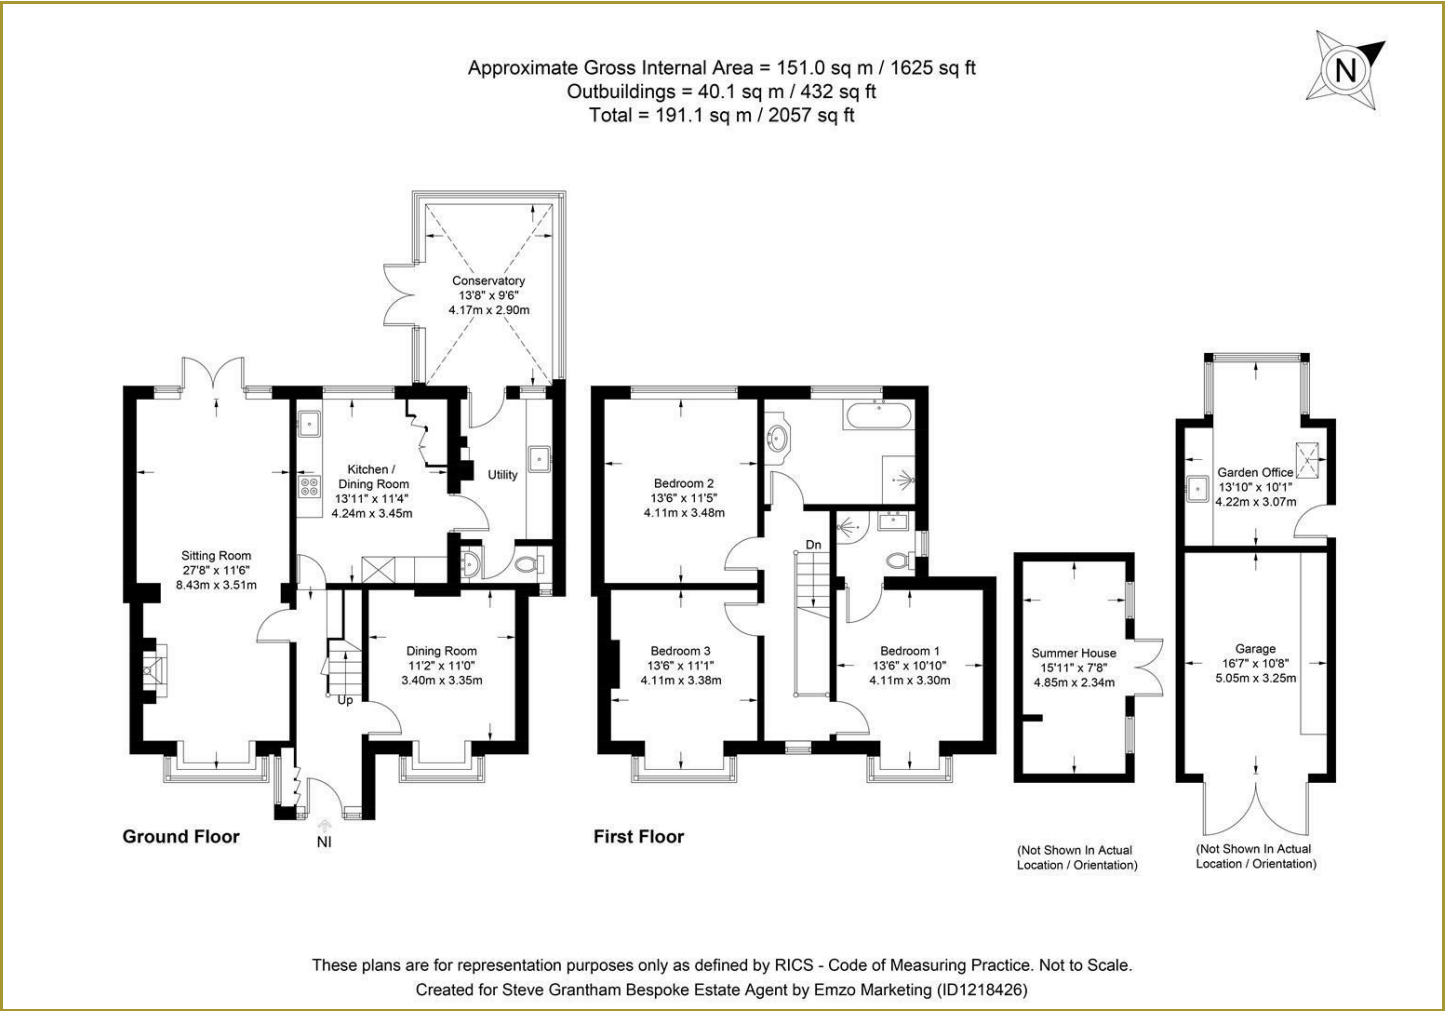 Approximate Gross Internal Area = 151.0 sq m / 1625 sq ft
Outbuildings = 40.1 sq m / 432 sq ft
Total = 191.1 sq m / 2057 sq ft
N
Conservatory
13'8" x 9'6"
4.17m x 2.90m
Kitchen /
Dining Room
13'11" x 11'4"
4.24m x 3.45m
Utility
Sitting Room
27'8" x 11'6"
8.43m x 3.51m
Dining Room
11'2" x 11'0"
3.40m x 3.35m
Up
Ground Floor
NI
Bedroom 2
13'6" x 11'5"
4.11m x 3.48m
Dn
Bedroom 3
13'6" x 11'1"
4.11m x 3.38m
Bedroom 1
13'6" x 10'10"
4.11m x 3.30m
First Floor
Summer House
15'11" x 7'8"
4.85m x 2.34m
(Not Shown In Actual
Location / Orientation)
Garden Office
13'10" x 10'1"
4.22m x 3.07m
Garage
16'7" x 10'8"
5.05m x 3.25m
(Not Shown In Actual
Location / Orientation)
These plans are for representation purposes only as defined by RICS - Code of Measuring Practice. Not to Scale.
Created for Steve Grantham Bespoke Estate Agent by Emzo Marketing (ID1218426)